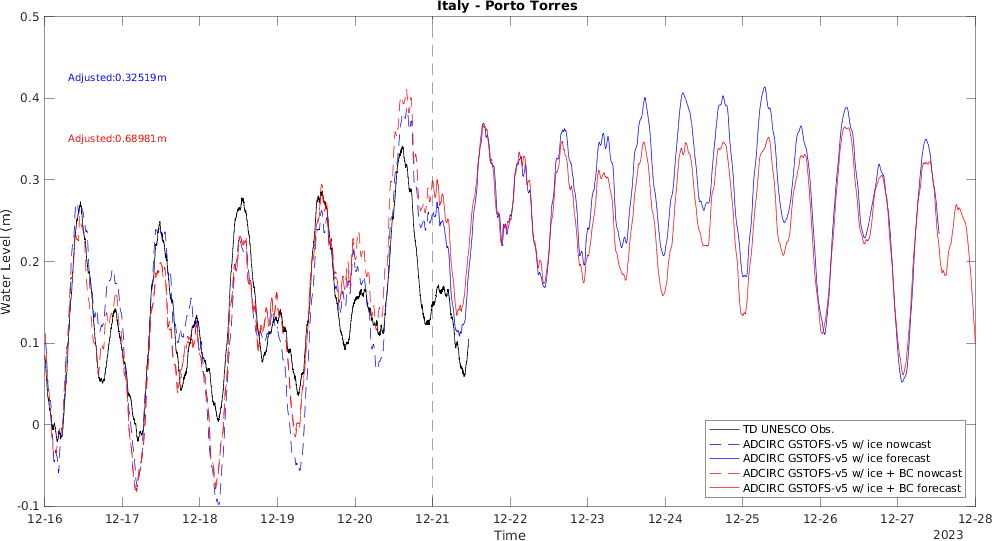 Italy - Porto Torres
0.5
0.4
0.3
0.2
0.1
0
-0.1
Water Level (m)
Adjusted:0.32519m
Adjusted:0.68981m
TD UNESCO Obs.
ADCIRC GSTOFS-v5 w/ ice nowcast
ADCIRC GSTOFS-v5 w/ ice forecast
ADCIRC GSTOFS-v5 w/ ice + BC nowcast
ADCIRC GSTOFS-v5 w/ ice + BC forecast
12-16 12-17 12-18 12-19 12-20 12-21 12-22 12-23 12-24 12-25 12-26 12-27 12-28
Time
2023